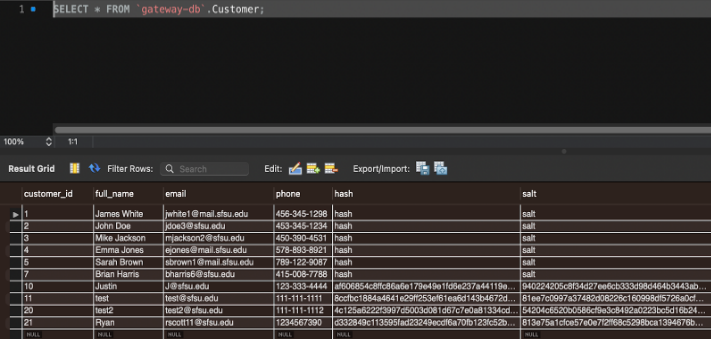 1 SELECT * FROM `gateway-db`.Customer;
100% 1:1
Result Grid Filter Rows: Search Edit: Export/Import:
customer_id full_name email phone hash salt
1 James White jwhite1@mail.sfsu.edu 456-345-1298 hash salt
2 John Doe jdoe3@sfsu.edu 453-345-1234 hash salt
3 Mike Jackson mjackson2@sfsu.edu 450-390-4531 hash salt
4 Emma Jones ejones@mail.sfsu.edu 578-893-8921 hash salt
5 Sarah Brown sbrown1@sfsu.edu 789-122-9087 hash salt
7 Brian Harris bharris6@sfsu.edu 415-008-7788 hash salt
10 Justin J@sfsu.edu 123-333-4444 af606854c8ffc86a6e179e49e1fd6e237a44119e... 940224205c8f34d27ee6cb333d98d464b3443ab...
11 test test@sfsu.edu 111-111-1111 8ccfbc1884a4641e29ff253ef61ea6d143b4672d... 81ee7c0997a37482d08226c160998df5726a0cf...
20 test2 test2@sfsu.edu 111-111-1112 4c125a6222f3997d5003d081d67c7e0a81334cd... 54204c6520b0586cf9e3c8492a0223bc5d16b24...
21 Ryan rscott11@sfsu.edu 1234567390 d332849c113595fad23249ecdf6a70fb123fc52b... 813e75a1cfce57e0e7f2ff68c5298bca1394676b...
NULL NULL NULL NULL NULL NULL